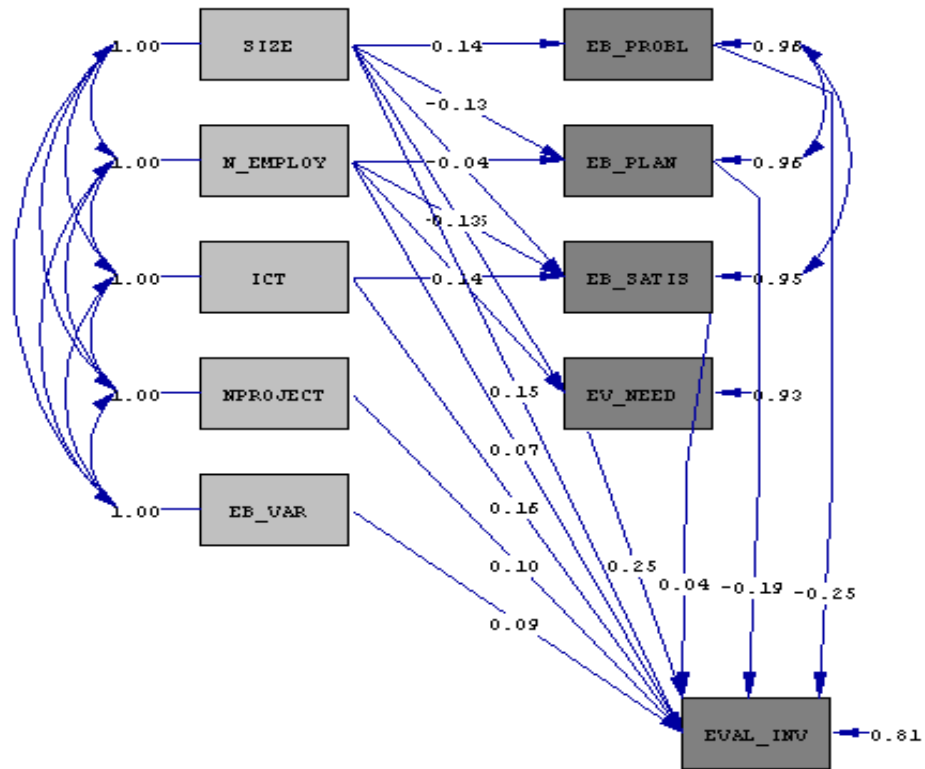 1.00 SIZE 0.14 EB_PROBL 0.96
-0.13
1.00 N_EMPLOY -0.04 EB_PLAN 0.96
1.00 ICT 0.14 EB_SATIS 0.95
1.00 NPROJECT 0.15 EV_NEED 0.93
0.07
1.00 EB_VAR 0.16
0.10 0.25 0.04 -0.19 -0.25
0.09
EVAL_INV 0.81